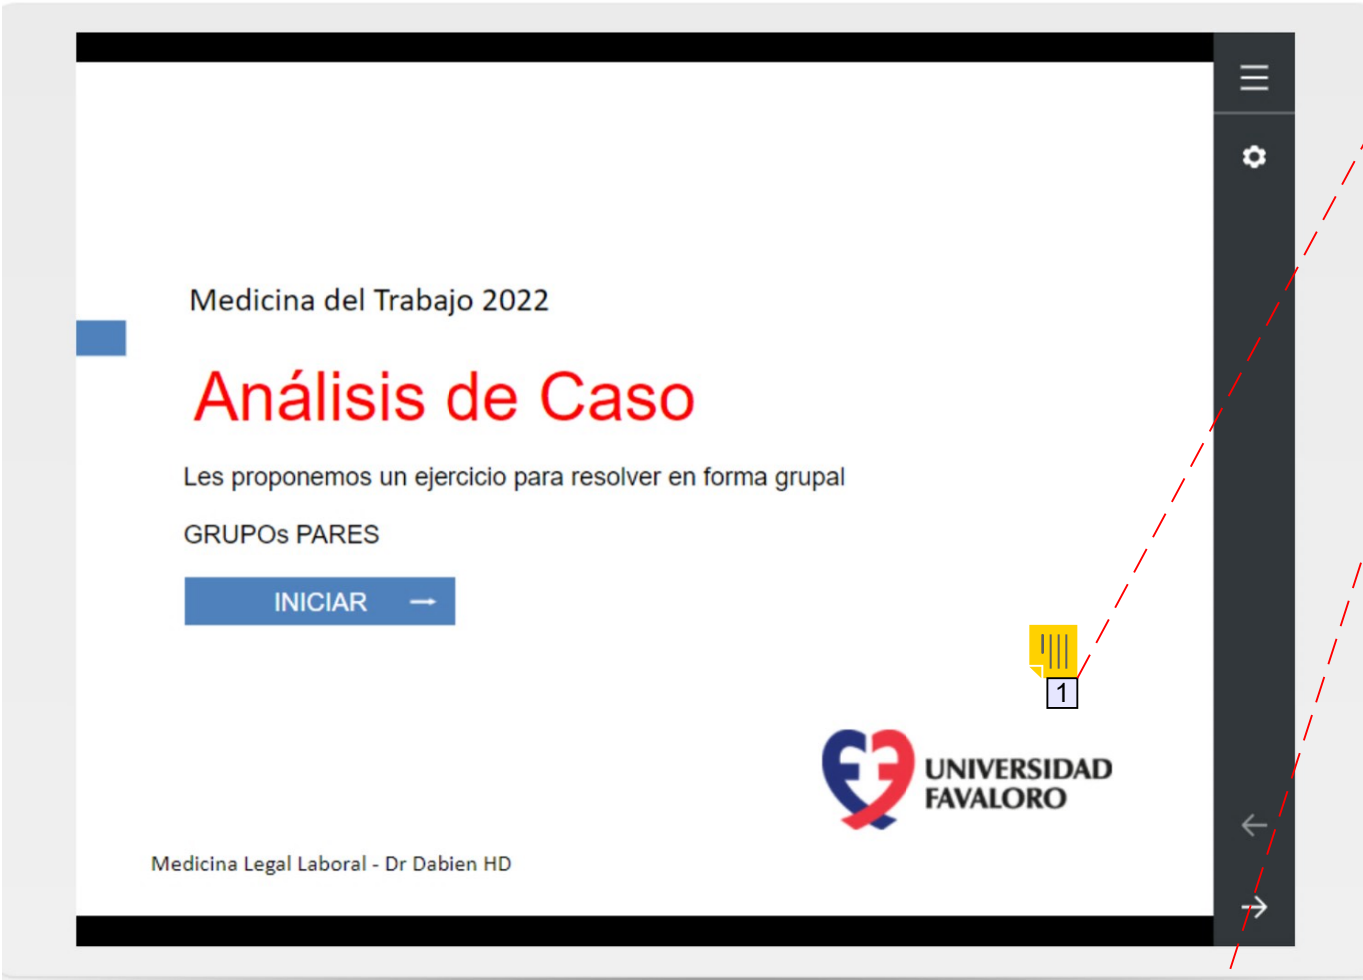 Medicina del Trabajo 2022
Análisis de Caso
Les proponemos un ejercicio para resolver en forma grupal
GRUPOs PARES
INICIAR
1
UNIVERSIDAD
FAVALORO
Medicina Legal Laboral - Dr Dabien HD